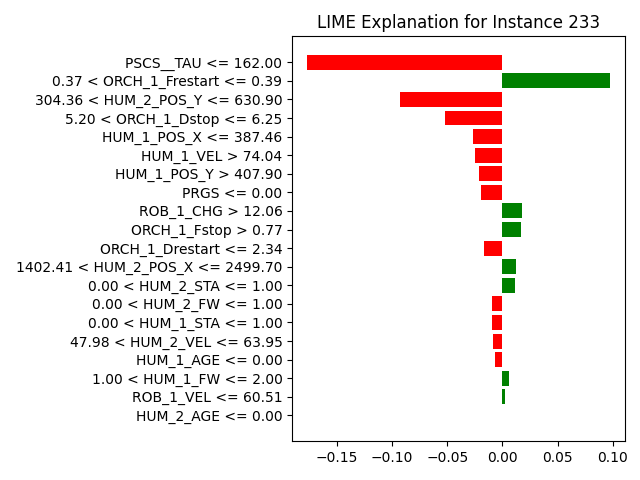 LIME Explanation for Instance 233
PSCS__TAU <= 162.00
0.37 < ORCH_1_Frestart <= 0.39
304.36 < HUM_2_POS_Y <= 630.90
5.20 < ORCH_1_Dstop <= 6.25
HUM_1_POS_X <= 387.46
HUM_1_VEL > 74.04
HUM_1_POS_Y > 407.90
PRGS <= 0.00
ROB_1_CHG > 12.06
ORCH_1_Fstop > 0.77
ORCH_1_Drestart <= 2.34
1402.41 < HUM_2_POS_X <= 2499.70
0.00 < HUM_2_STA <= 1.00
0.00 < HUM_2_FW <= 1.00
0.00 < HUM_1_STA <= 1.00
47.98 < HUM_2_VEL <= 63.95
HUM_1_AGE <= 0.00
1.00 < HUM_1_FW <= 2.00
ROB_1_VEL <= 60.51
HUM_2_AGE <= 0.00
−0.15 −0.10 −0.05 0.00 0.05 0.10